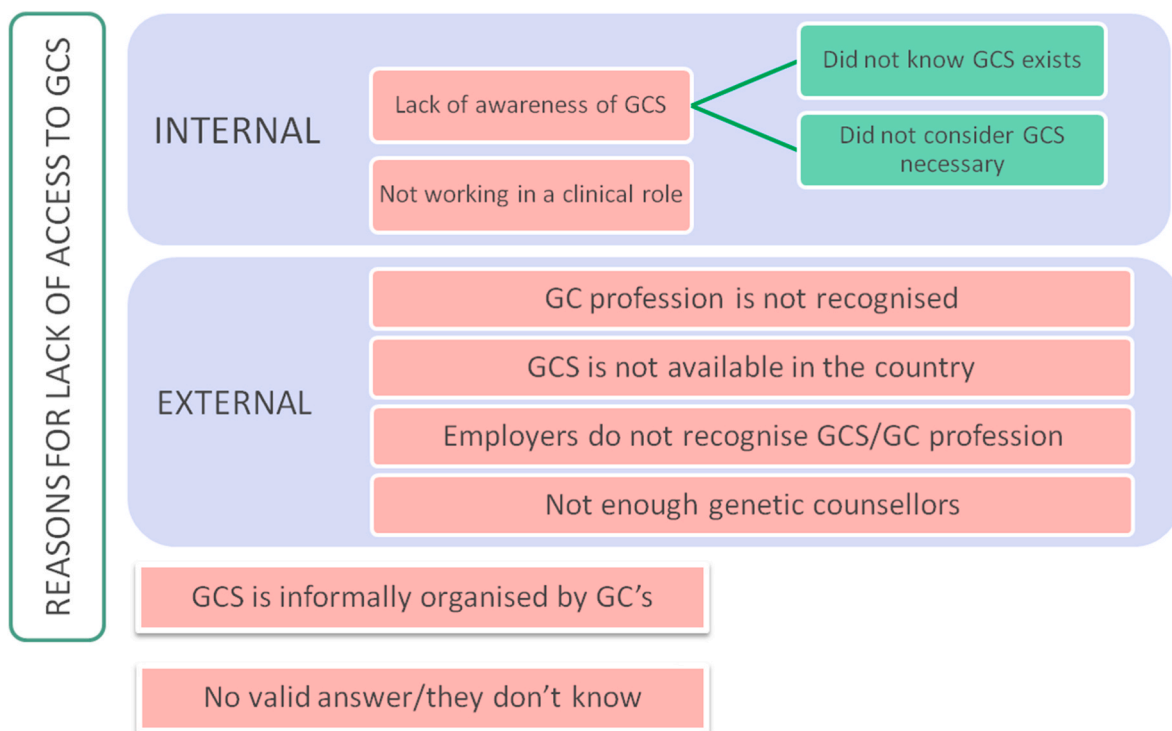 REASONS FOR LACK OF ACCESS TO GCS
INTERNAL
Lack of awareness of GCS
Did not know GCS exists
Did not consider GCS
necessary
Not working in a clinical role
EXTERNAL
GC profession is not recognised
GCS is not available in the country
Employers do not recognise GCS/GC profession
Not enough genetic counsellors
GCS is informally organised by GC’s
No valid answer/they don’t know